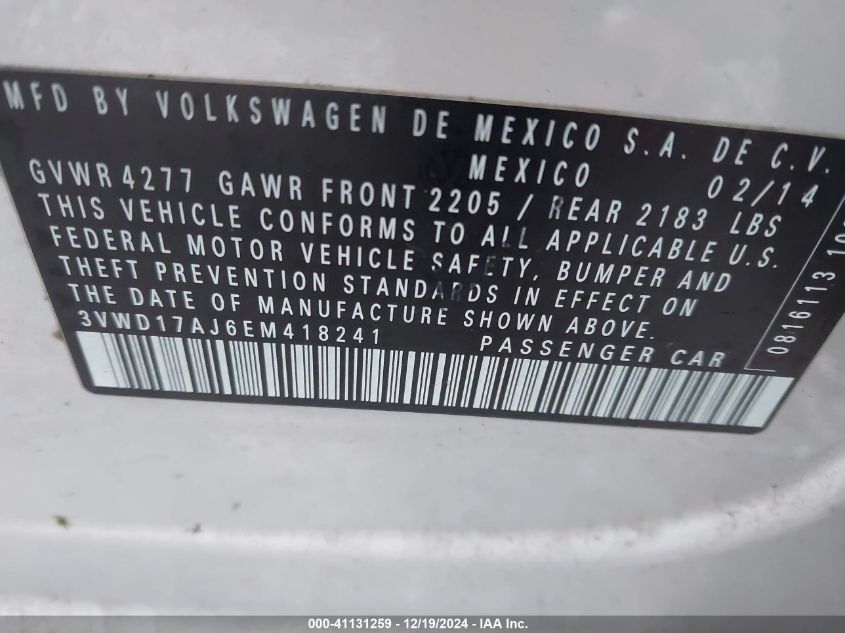 MFD BY VOLKSWAGEN DE MEXICO S.A. DE C.V.
MEXICO 02/14
GVWR 4277 GAWR FRONT 2205 / REAR 2183 LBS
THIS VEHICLE CONFORMS TO ALL APPLICABLE U.S.
FEDERAL MOTOR VEHICLE SAFETY, BUMPER AND
THEFT PREVENTION STANDARDS IN EFFECT ON
THE DATE OF MANUFACTURE SHOWN ABOVE.
3VWD17AJ6EM418241 PASSENGER CAR
0816113
000-41131259 - 12/19/2024 - IAA Inc.